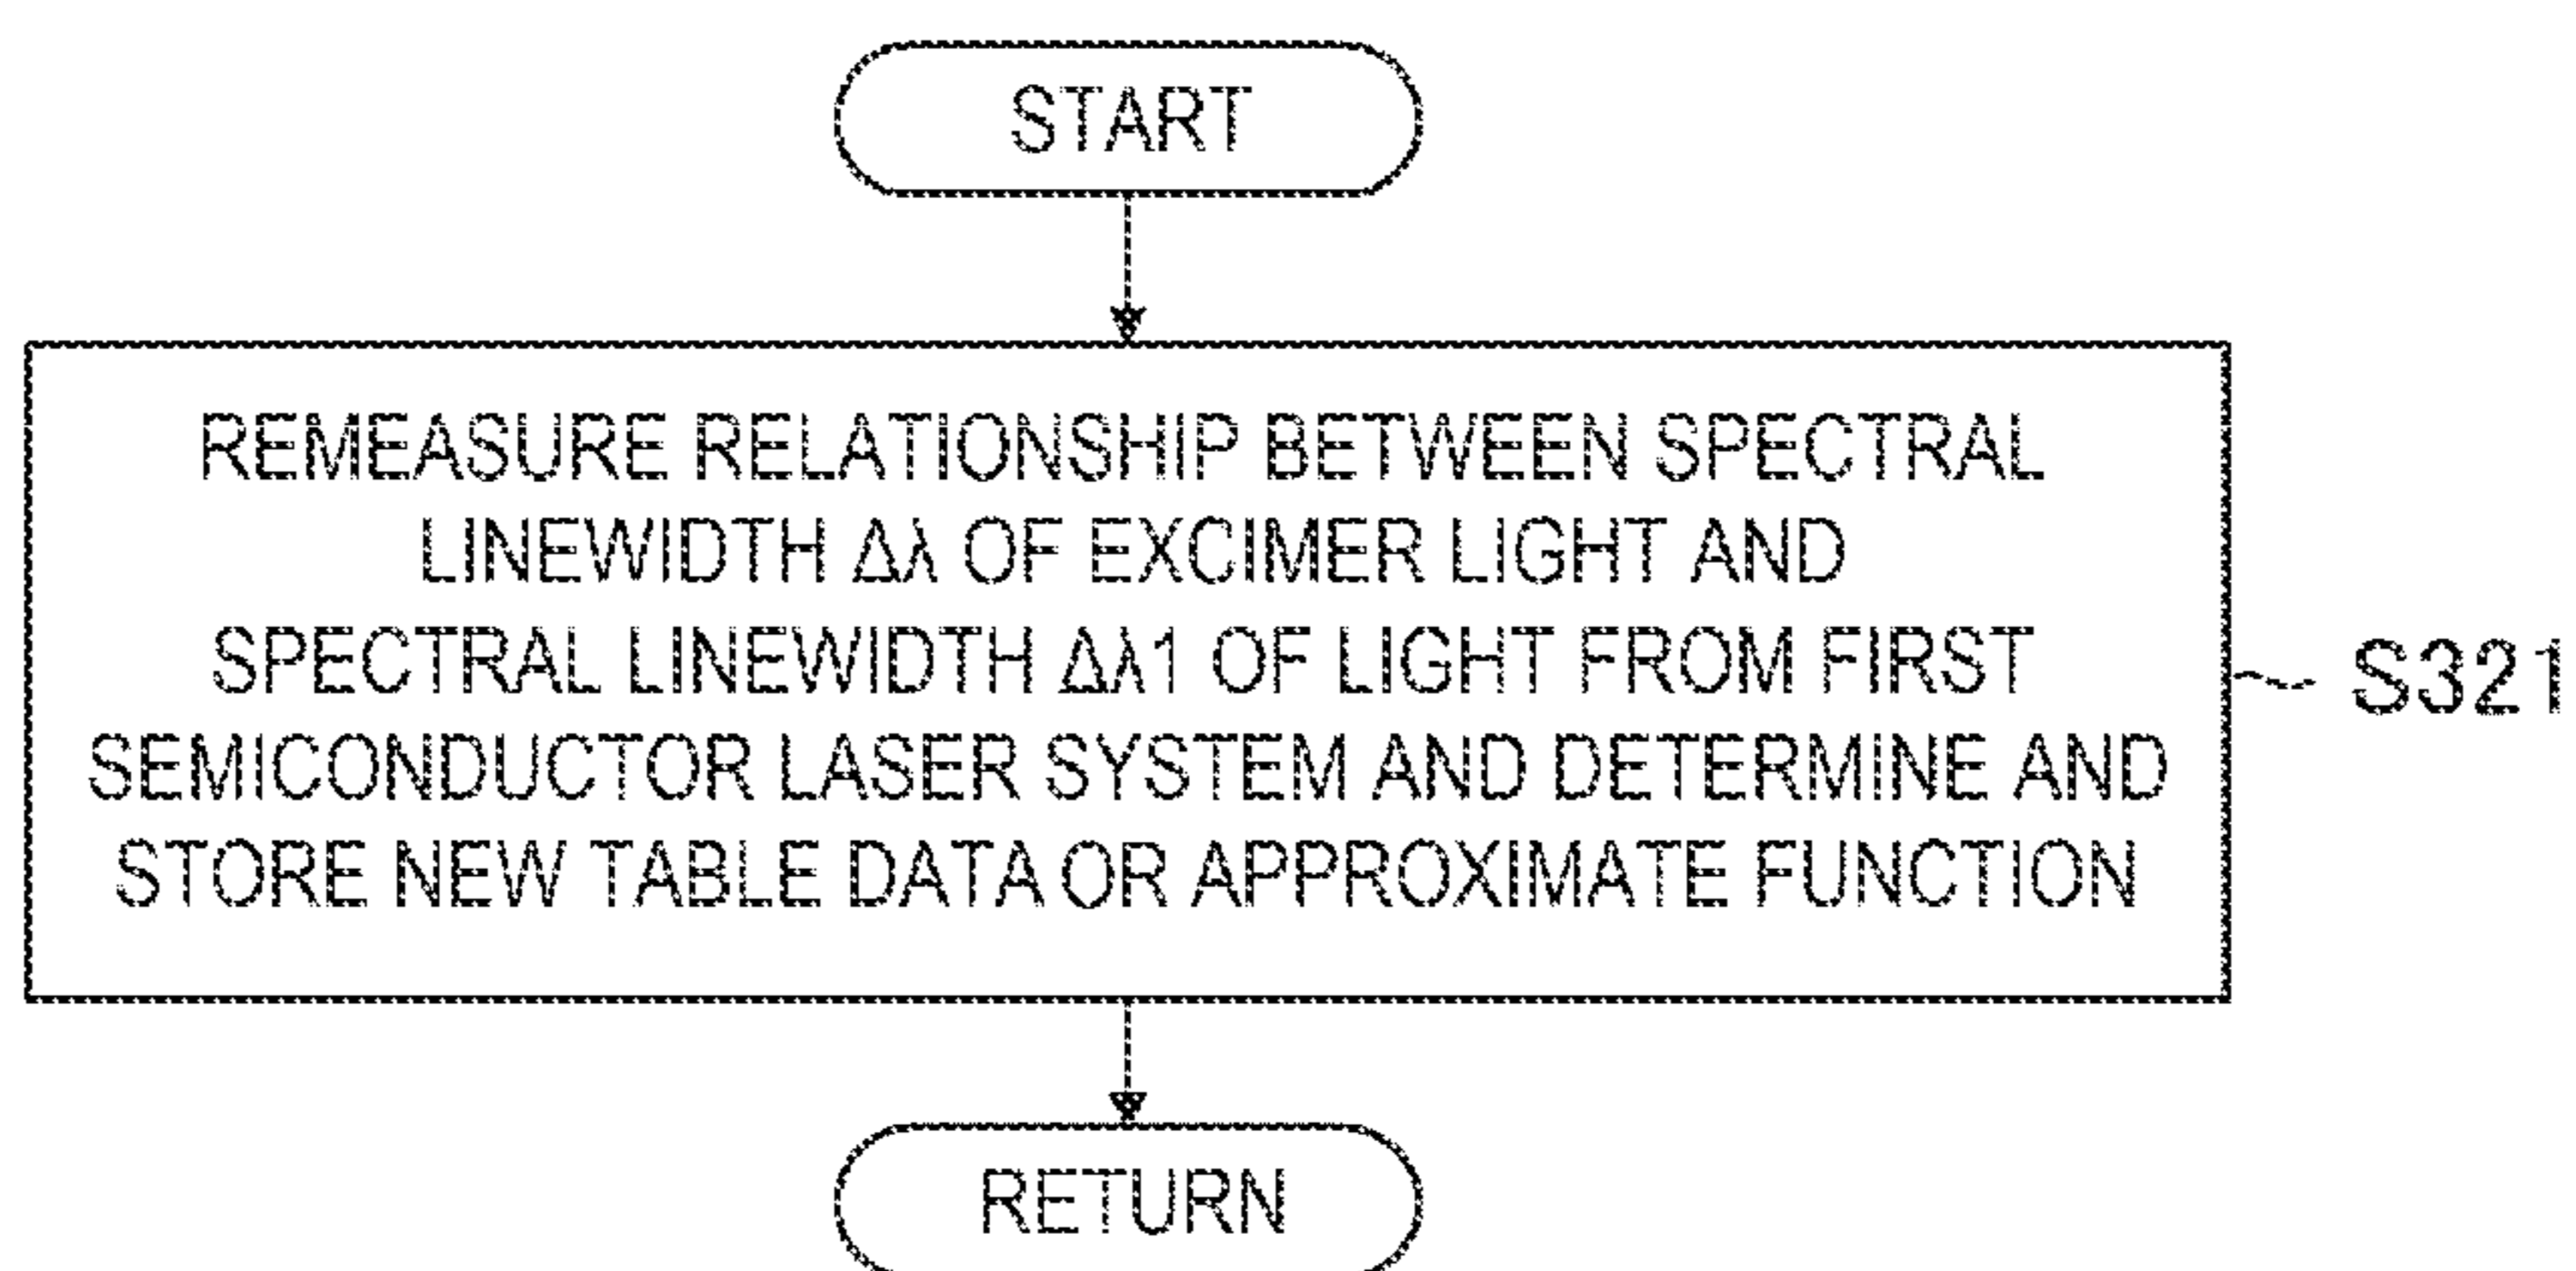 START
REMEASURE RELATIONSHIP BETWEEN SPECTRAL
LINEWIDTH Δλ OF EXCIMER LIGHT AND
SPECTRAL LINEWIDTH Δλ1 OF LIGHT FROM FIRST
SEMICONDUCTOR LASER SYSTEM AND DETERMINE AND
STORE NEW TABLE DATA OR APPROXIMATE FUNCTION
S321
RETURN